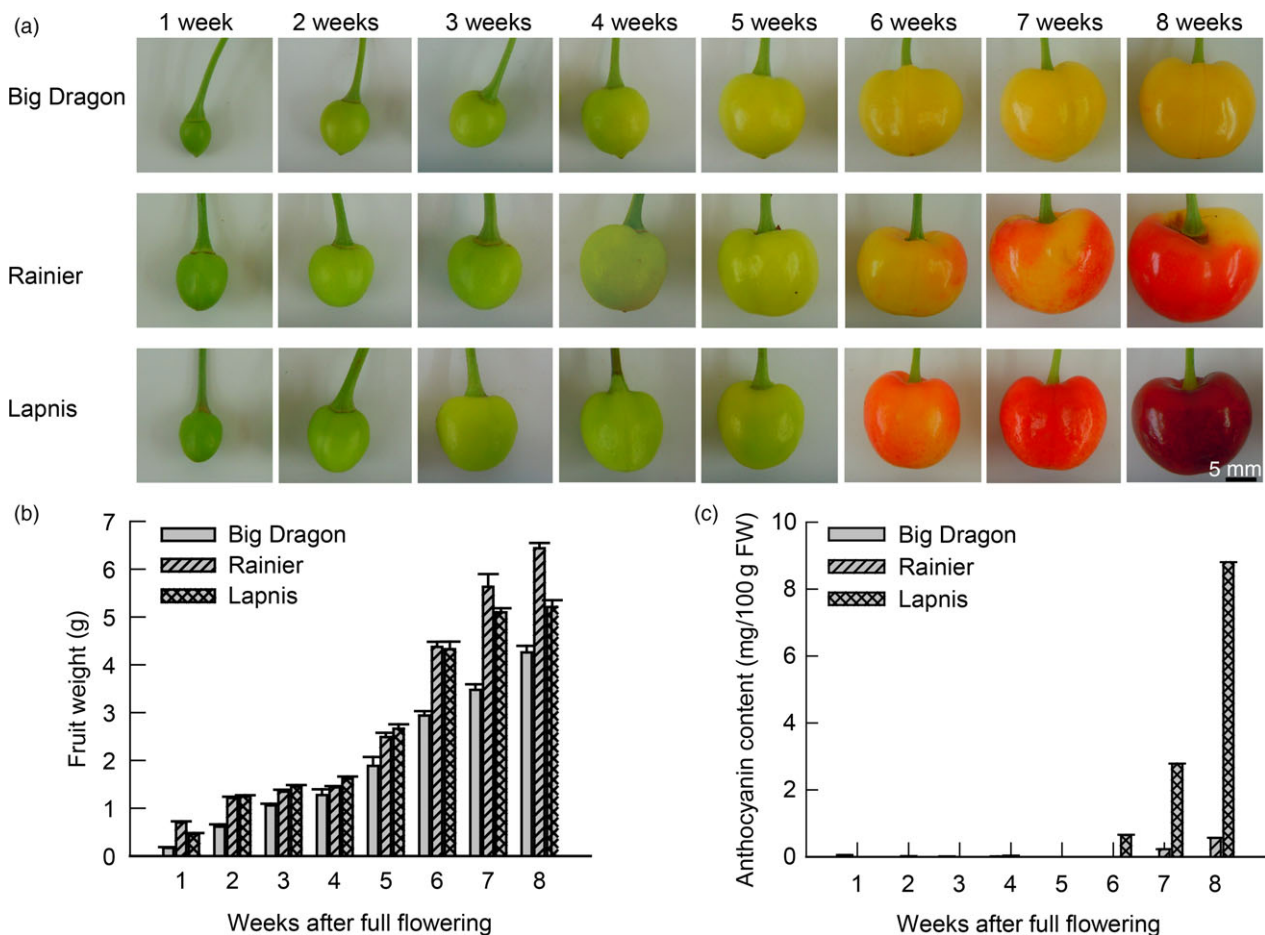 (a)
1 week 2 weeks 3 weeks 4 weeks 5 weeks 6 weeks 7 weeks 8 weeks
Big Dragon
Rainier
Lapnis
5 mm
(b)
Fruit weight (g)
7
6
5
4
3
2
1
0
Big Dragon
Rainier
Lapnis
1 2 3 4 5 6 7 8
Weeks after full flowering
(c)
Anthocyanin content (mg/100 g FW)
10
8
6
4
2
0
Big Dragon
Rainier
Lapnis
1 2 3 4 5 6 7 8
Weeks after full flowering